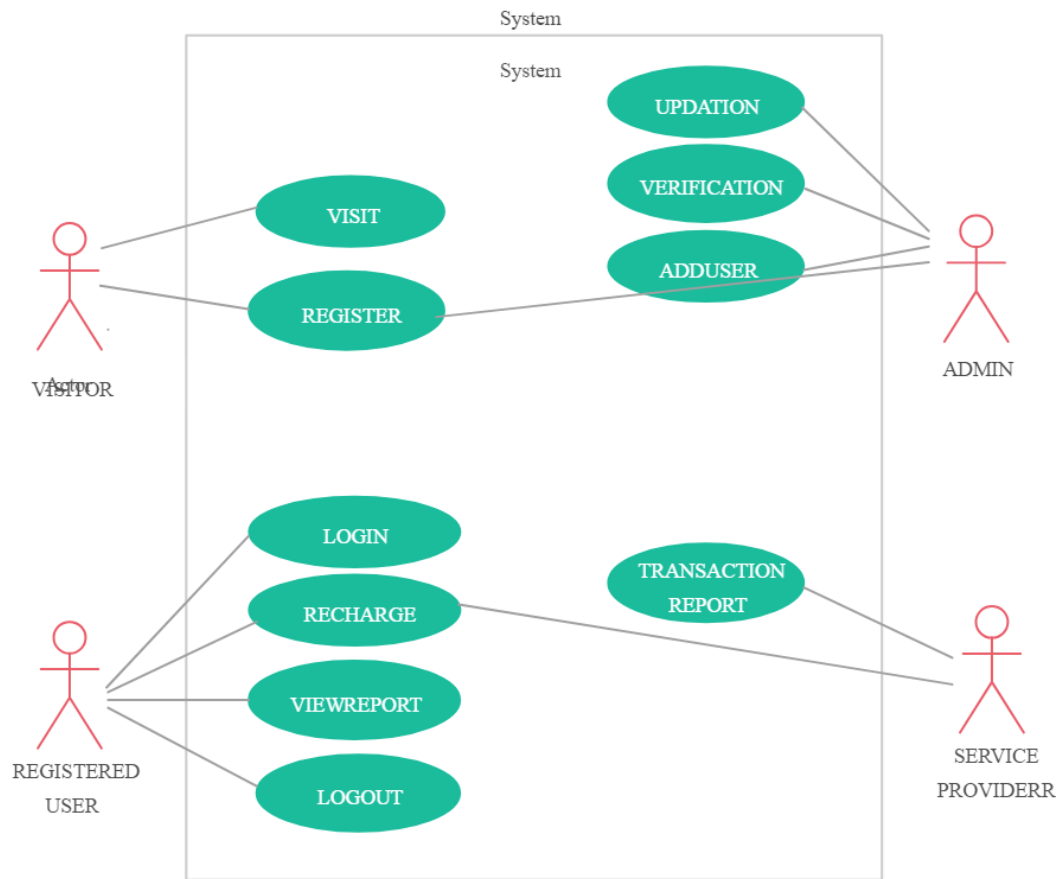 System
System
UPDATION
VERIFICATION
VISIT
ADDUSER
REGISTER
ADMIN
Actor
VISITOR
LOGIN
TRANSACTION
REPORT
RECHARGE
VIEWREPORT
SERVICE
PROVIDERR
REGISTERED
USER
LOGOUT